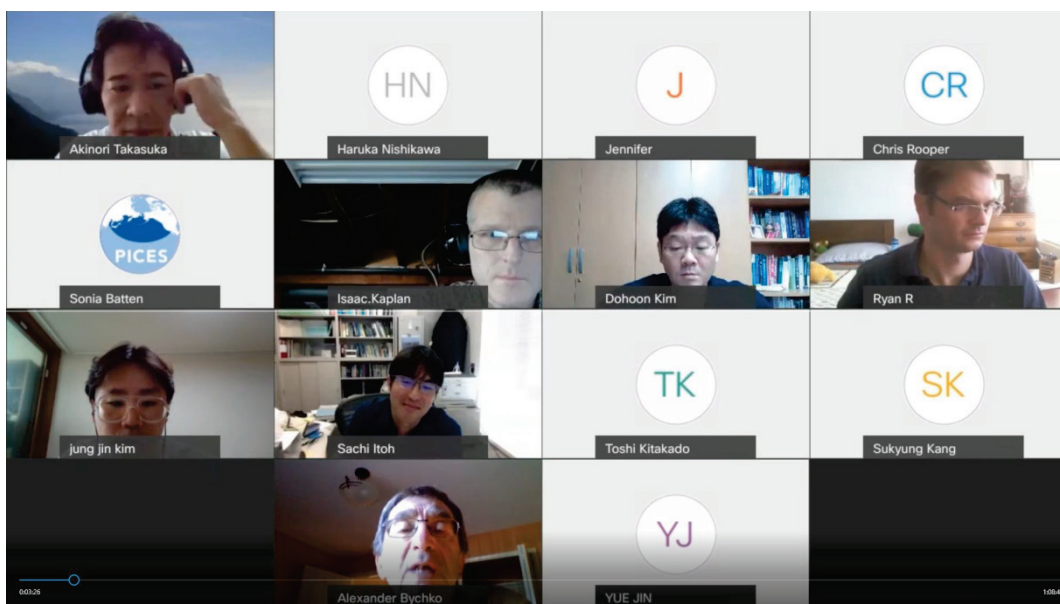 HN
J
CR
Akinori Takasuka
Haruka Nishikawa
Jennifer
Chris Rooper
PICES
Sonia Batten
Isaac.Kaplan
Dohoon Kim
Ryan R
TK
SK
jung jin kim
Sachi Itoh
Toshi Kitakado
Sukyung Kang
YJ
Alexander Bychko
YUE JIN
0:03:26